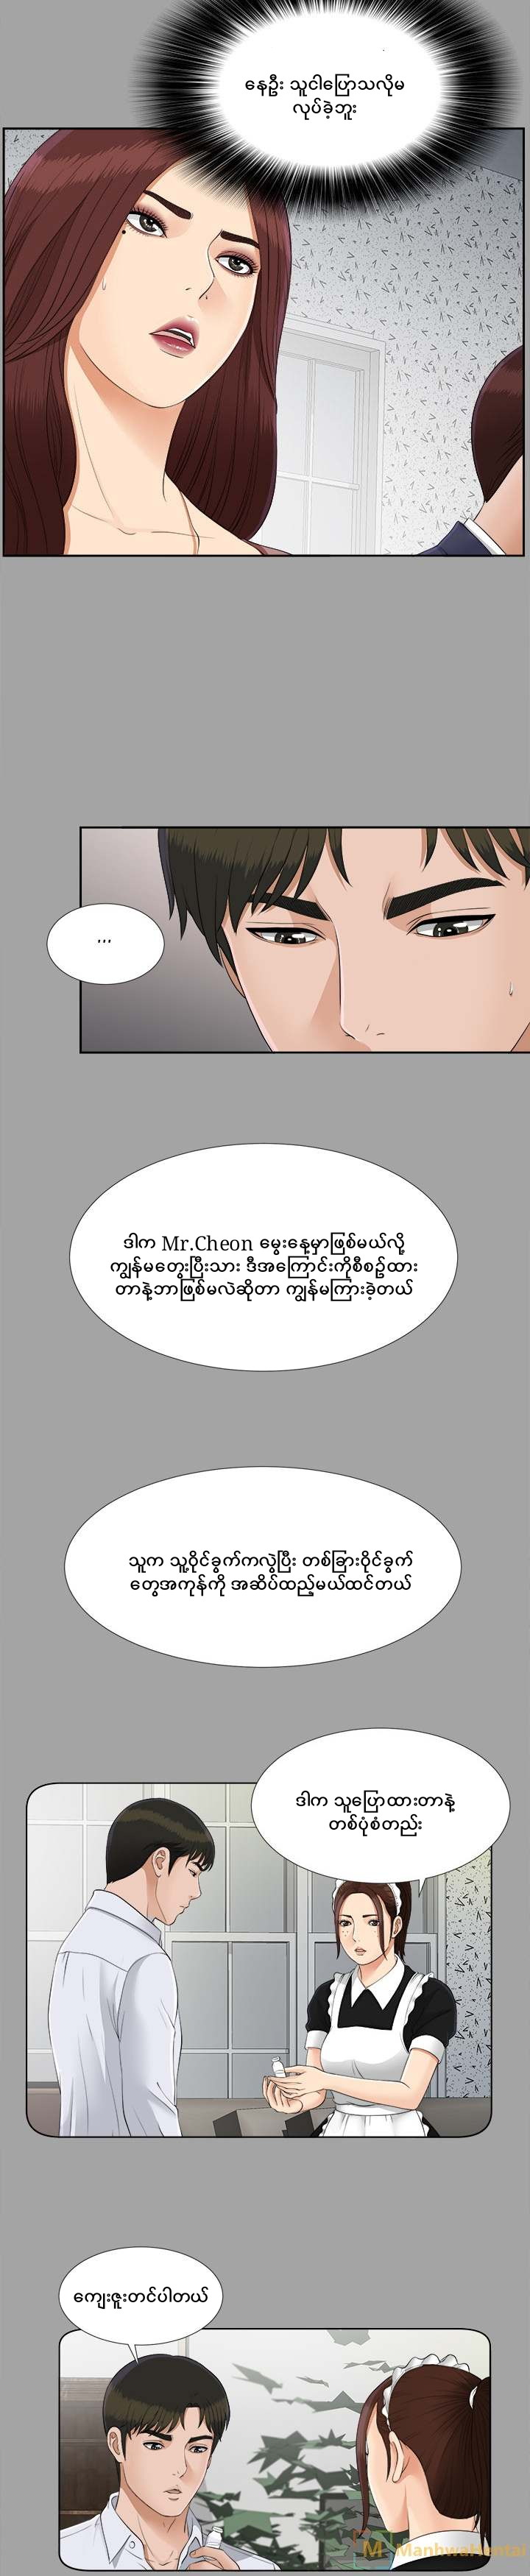 နေဦး သူငါပြောသလိုမ
လုပ်ခဲ့ဘူး
...
ဒါက Mr.Cheon မွေးနေ့မှာဖြစ်မယ်လို့
ကျွန်မတွေးပြီးသား ဒီအကြောင်းကိုစီစဥ်ထား
တာနဲ့ဘာဖြစ်မလဲဆိုတာ ကျွန်မကြားခဲ့တယ်
သူက သူ့ဝိုင်ခွက်ကလွဲပြီး တစ်ခြားဝိုင်ခွက်
တွေအကုန်ကို အဆိပ်ထည့်မယ်ထင်တယ်
ဒါက သူပြောထားတာနဲ့
တစ်ပုံစံတည်း
ကျေးဇူးတင်ပါတယ်
M ManhwaHentai